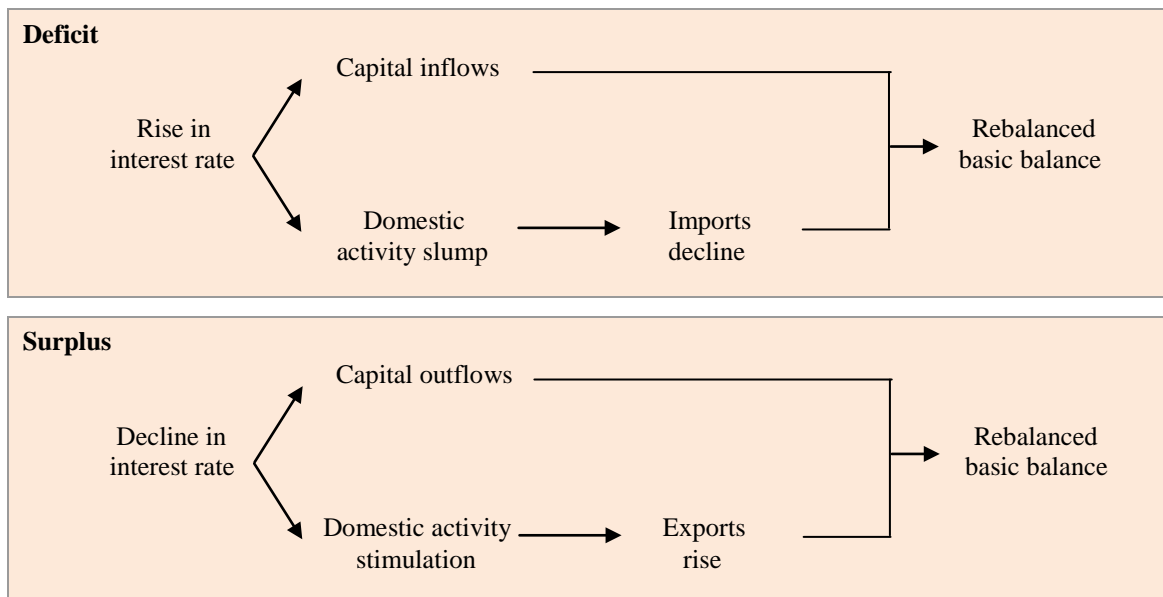 Deficit
Capital inflows
Rise in
interest rate
Rebalanced
basic balance
Domestic
activity slump
Imports
decline
Surplus
Capital outflows
Decline in
interest rate
Rebalanced
basic balance
Domestic activity
stimulation
Exports
rise